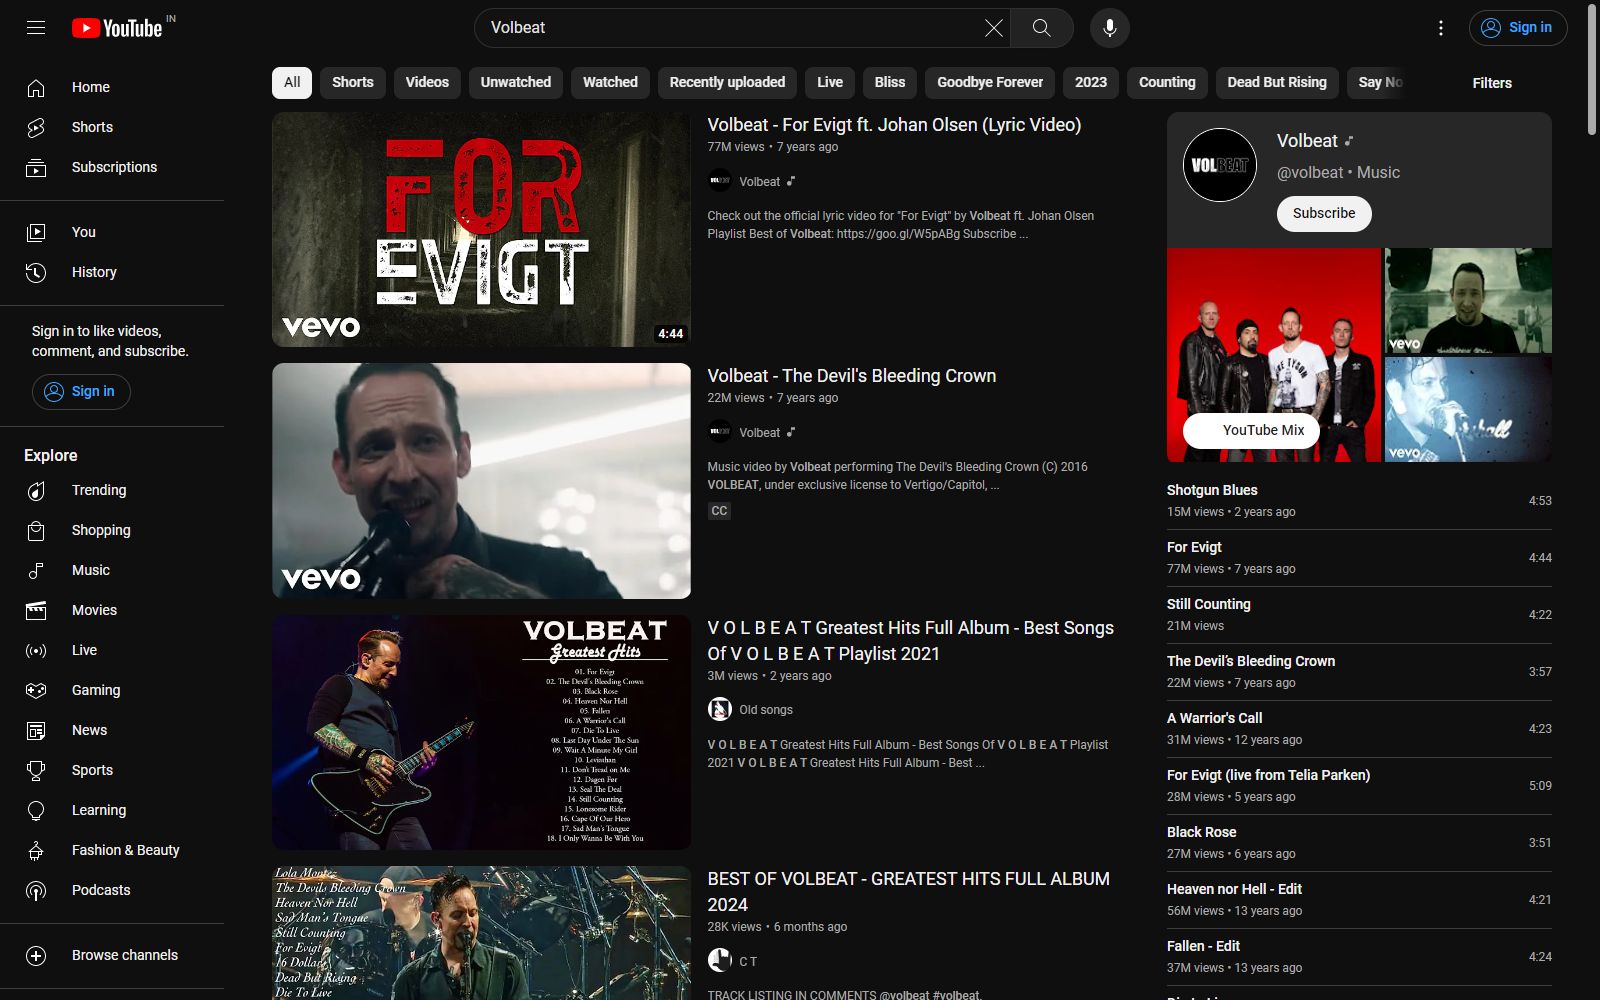 YouTube IN
Volbeat
Sign in
Home
Shorts
Subscriptions
You
History
Sign in to like videos,
comment, and subscribe.
Sign in
Explore
Trending
Shopping
Music
Movies
Live
Gaming
News
Sports
Learning
Fashion & Beauty
Podcasts
Browse channels
All
Shorts
Videos
Unwatched
Watched
Recently uploaded
Live
Bliss
Goodbye Forever
2023
Counting
Dead But Rising
Say No
Filters
FOR
EVIGT
vevo
4:44
Volbeat - For Evigt ft. Johan Olsen (Lyric Video)
77M views • 7 years ago
Volbeat
Check out the official lyric video for "For Evigt" by Volbeat ft. Johan Olsen
Playlist Best of Volbeat: https://goo.gl/W5pABg Subscribe ...
vevo
Volbeat - The Devil's Bleeding Crown
22M views • 7 years ago
Volbeat
Music video by Volbeat performing The Devil's Bleeding Crown (C) 2016
VOLBEAT, under exclusive license to Vertigo/Capitol, ...
CC
VOLBEAT
Greatest Hits
01. For Evigt
02. The Devil's Bleeding Crown
03. Black Rose
04. Heaven Nor Hell
05. Fallen
06. A Warrior's Call
07. Die To Live
08. Last Day Under The Sun
09. Wait A Minute My Girl
10. Leviathan
11. Don't Tread on Me
12. Dagen Før
13. Seal The Deal
14. Still Counting
15. Lonesome Rider
16. Cape Of Our Hero
17. Sad Man's Tongue
18. I Only Wanna Be With You
V O L B E A T Greatest Hits Full Album - Best Songs
Of V O L B E A T Playlist 2021
3M views • 2 years ago
Old songs
V O L B E A T Greatest Hits Full Album - Best Songs Of V O L B E A T Playlist
2021 V O L B E A T Greatest Hits Full Album - Best ...
Lola Montez
The Devils Bleeding Crown
Heaven Nor Hell
Sad Man's Tongue
Still Counting
For Evigt
16 Dollars
Dead But Rising
Die To Live
BEST OF VOLBEAT - GREATEST HITS FULL ALBUM
2024
28K views • 6 months ago
C T
TRACK LISTING IN COMMENTS @volbeat #volbeat.
VOLBEAT
Volbeat
@volbeat • Music
Subscribe
YouTube Mix
vevo
vevo
Shotgun Blues
15M views • 2 years ago
4:53
For Evigt
77M views • 7 years ago
4:44
Still Counting
21M views
4:22
The Devil's Bleeding Crown
22M views • 7 years ago
3:57
A Warrior's Call
31M views • 12 years ago
4:23
For Evigt (live from Telia Parken)
28M views • 5 years ago
5:09
Black Rose
27M views • 6 years ago
3:51
Heaven nor Hell - Edit
56M views • 13 years ago
4:21
Fallen - Edit
37M views • 13 years ago
4:24